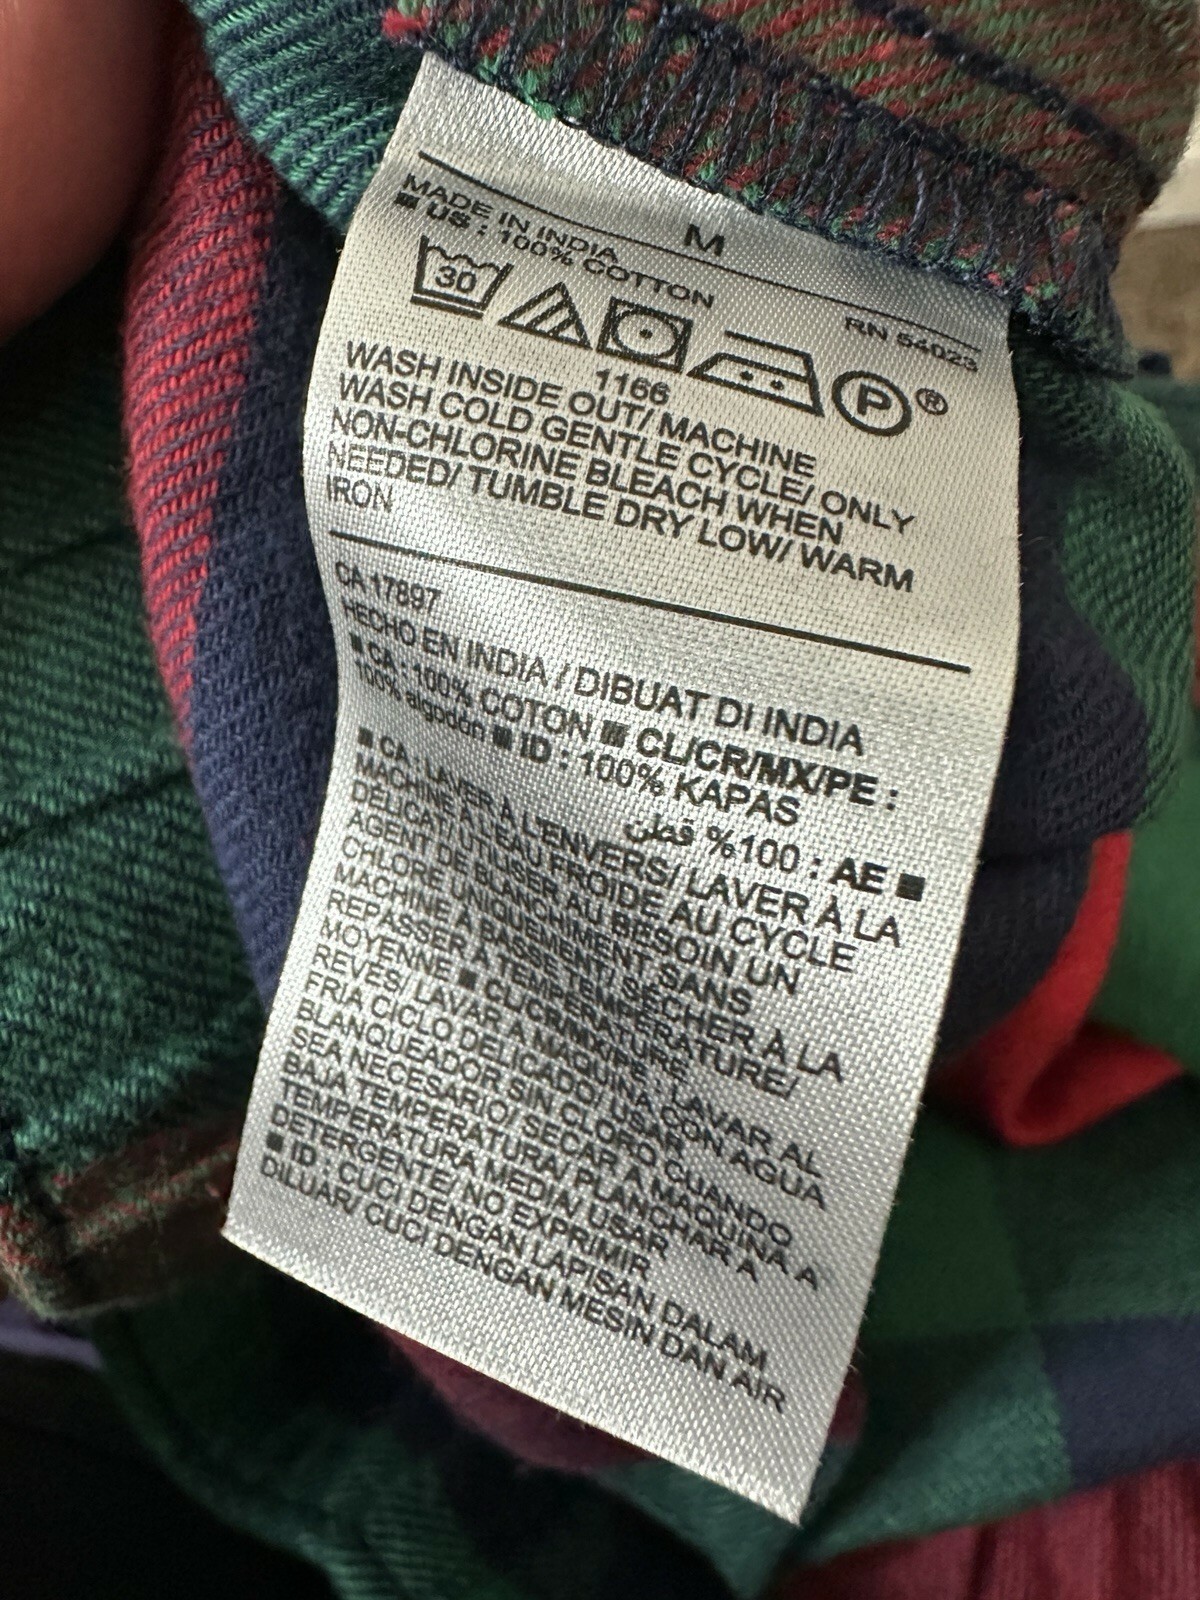 M
MADE IN INDIA
RN 54023
■ US : 100% COTTON
30
P ®
1166
WASH INSIDE OUT/ MACHINE
WASH COLD GENTLE CYCLE/ ONLY
NON-CHLORINE BLEACH WHEN
NEEDED/ TUMBLE DRY LOW/ WARM
IRON
CA 17897
HECHO EN INDIA / DIBUAT DI INDIA
■ CA : 100% COTON ■ CL/CR/MX/PE :
100% algodón ■ ID : 100% KAPAS
■ AE : 100% قطن
■ CA : LAVER À L'ENVERS/ LAVER À LA
MACHINE À L'EAU FROIDE AU CYCLE
DÉLICAT/ UTILISER AU BESOIN UN
AGENT DE BLANCHIMENT SANS
CHLORE UNIQUEMENT/ SÉCHER À LA
MACHINE À BASSE TEMPÉRATURE/
REPASSER À TEMPÉRATURE
MOYENNE ■ CL/CR/MX/PE : LAVAR AL
REVÉS/ LAVAR A MAQUINA CON AGUA
FRIA CICLO DELICADO/ USAR
BLANQUEADOR SIN CLORO CUANDO
SEA NECESARIO/ SECAR A MAQUINA A
BAJA TEMPERATURA/ PLANCHAR A
TEMPERATURA MEDIA/ USAR
DETERGENTE/ NO EXPRIMIR
■ ID : CUCI DENGAN LAPISAN DALAM
DILUAR/ CUCI DENGAN MESIN DAN AIR